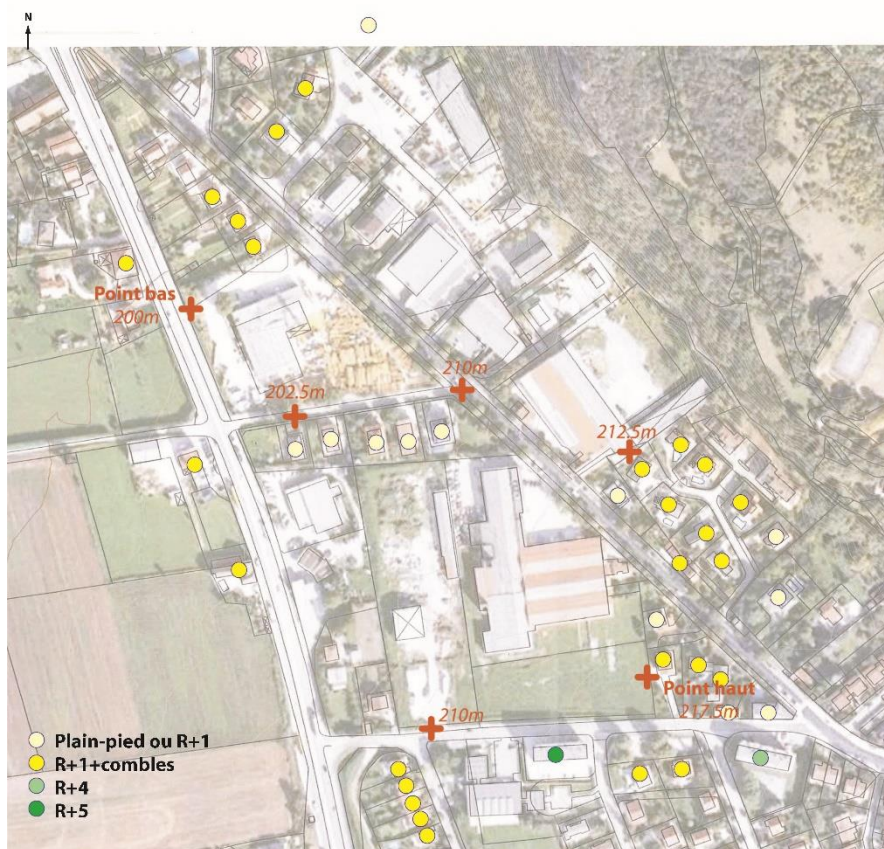 N
Point bas
200m
202.5m
210m
212.5m
Point haut
217.5m
210m
Plain-pied ou R+1
R+1+combles
R+4
R+5